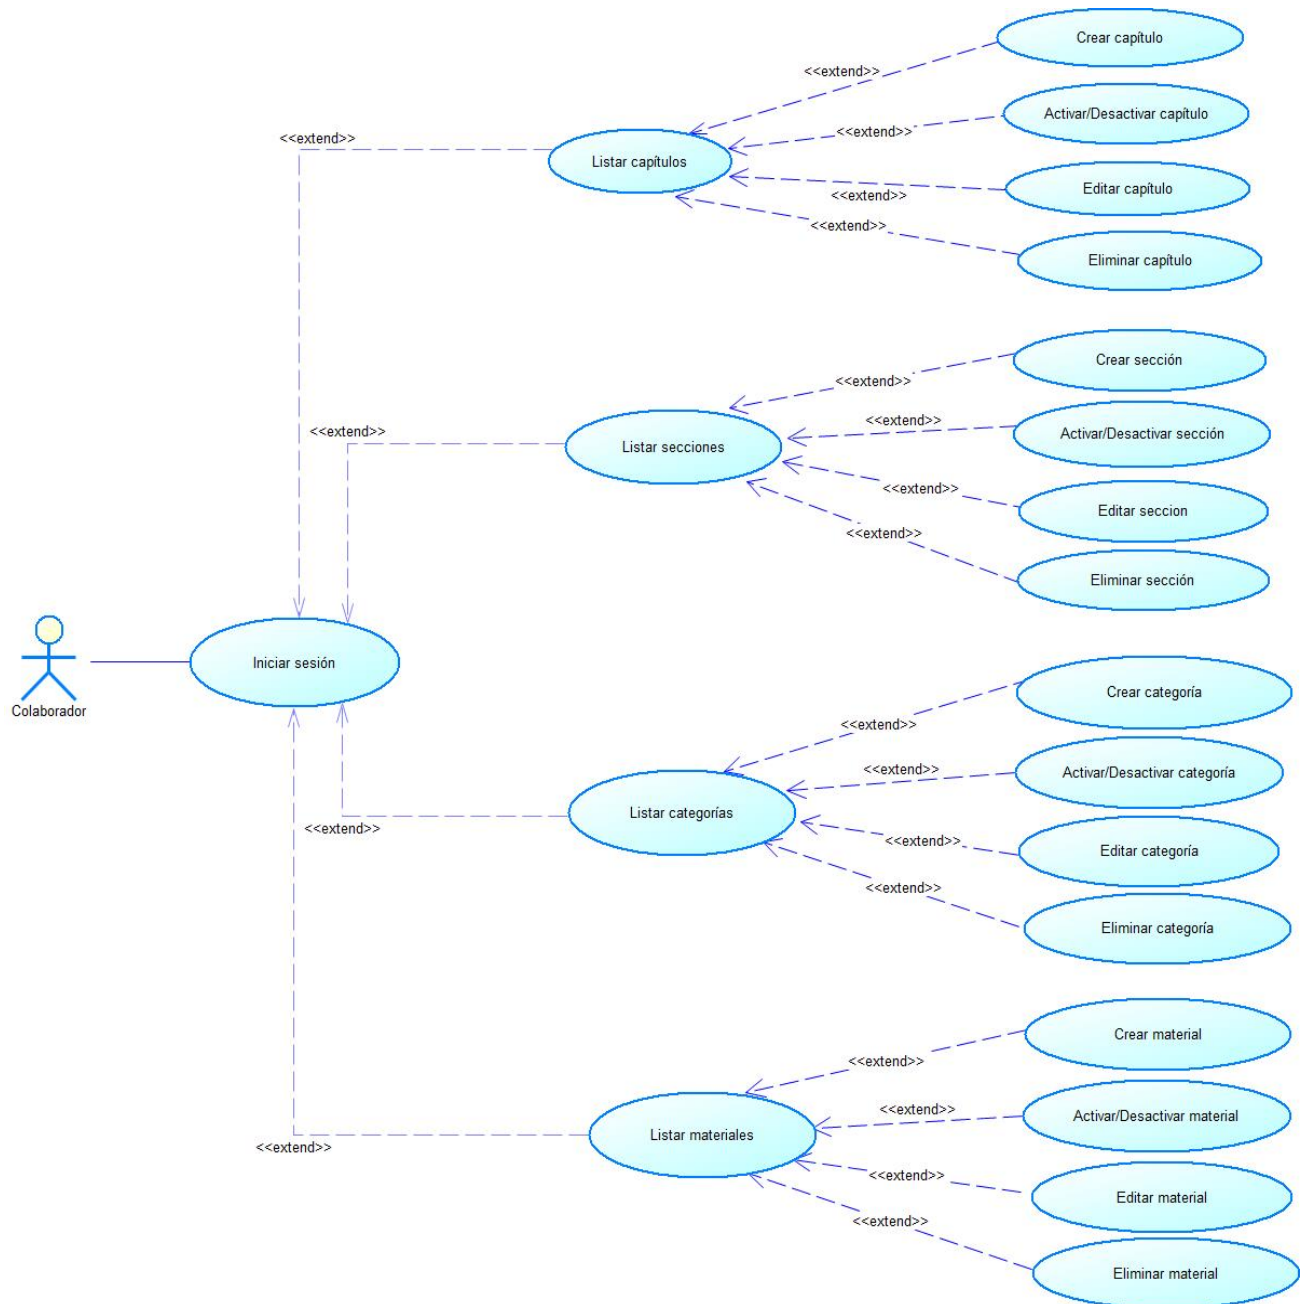 Crear capítulo
<<extend>>
Activar/Desactivar capítulo
<<extend>>
<<extend>>
Listar capítulos
Editar capítulo
<<extend>>
<<extend>>
Eliminar capítulo
Crear sección
<<extend>>
<<extend>>
Activar/Desactivar sección
<<extend>>
Listar secciones
<<extend>>
Editar seccion
<<extend>>
Eliminar sección
Iniciar sesión
Colaborador
Crear categoría
<<extend>>
<<extend>>
Activar/Desactivar categoría
Listar categorías
<<extend>>
<<extend>>
Editar categoría
<<extend>>
Eliminar categoría
Crear material
<<extend>>
<<extend>>
Activar/Desactivar material
Listar materiales
<<extend>>
<<extend>>
Editar material
<<extend>>
Eliminar material